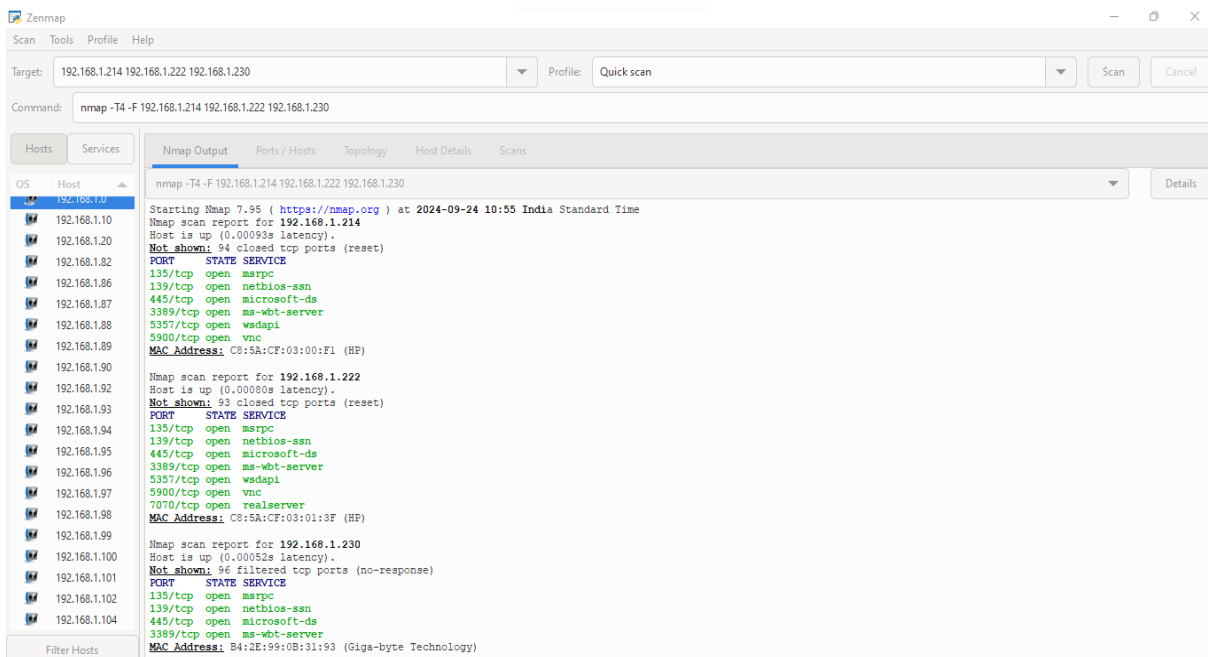 Zenmap
Scan Tools Profile Help
Target: 192.168.1.214 192.168.1.222 192.168.1.230 Profile: Quick scan Scan Cancel
Command: nmap -T4 -F 192.168.1.214 192.168.1.222 192.168.1.230
Hosts Services
OS Host
192.168.1.0
192.168.1.10
192.168.1.20
192.168.1.82
192.168.1.86
192.168.1.87
192.168.1.88
192.168.1.89
192.168.1.90
192.168.1.92
192.168.1.93
192.168.1.94
192.168.1.95
192.168.1.96
192.168.1.97
192.168.1.98
192.168.1.99
192.168.1.100
192.168.1.101
192.168.1.102
192.168.1.104
Filter Hosts
Nmap Output Ports / Hosts Topology Host Details Scans
nmap -T4 -F 192.168.1.214 192.168.1.222 192.168.1.230 Details
Starting Nmap 7.95 ( https://nmap.org ) at 2024-09-24 10:55 India Standard Time
Nmap scan report for 192.168.1.214
Host is up (0.00093s latency).
Not shown: 94 closed tcp ports (reset)
PORT STATE SERVICE
135/tcp open msrpc
139/tcp open netbios-ssn
445/tcp open microsoft-ds
3389/tcp open ms-wbt-server
5357/tcp open wsdapi
5900/tcp open vnc
MAC Address: C8:5A:CF:03:00:F1 (HP)
Nmap scan report for 192.168.1.222
Host is up (0.00080s latency).
Not shown: 93 closed tcp ports (reset)
PORT STATE SERVICE
135/tcp open msrpc
139/tcp open netbios-ssn
445/tcp open microsoft-ds
3389/tcp open ms-wbt-server
5357/tcp open wsdapi
5900/tcp open vnc
7070/tcp open realserver
MAC Address: C8:5A:CF:03:01:3F (HP)
Nmap scan report for 192.168.1.230
Host is up (0.00052s latency).
Not shown: 96 filtered tcp ports (no-response)
PORT STATE SERVICE
135/tcp open msrpc
139/tcp open netbios-ssn
445/tcp open microsoft-ds
3389/tcp open ms-wbt-server
MAC Address: B4:2E:99:0B:31:93 (Giga-byte Technology)